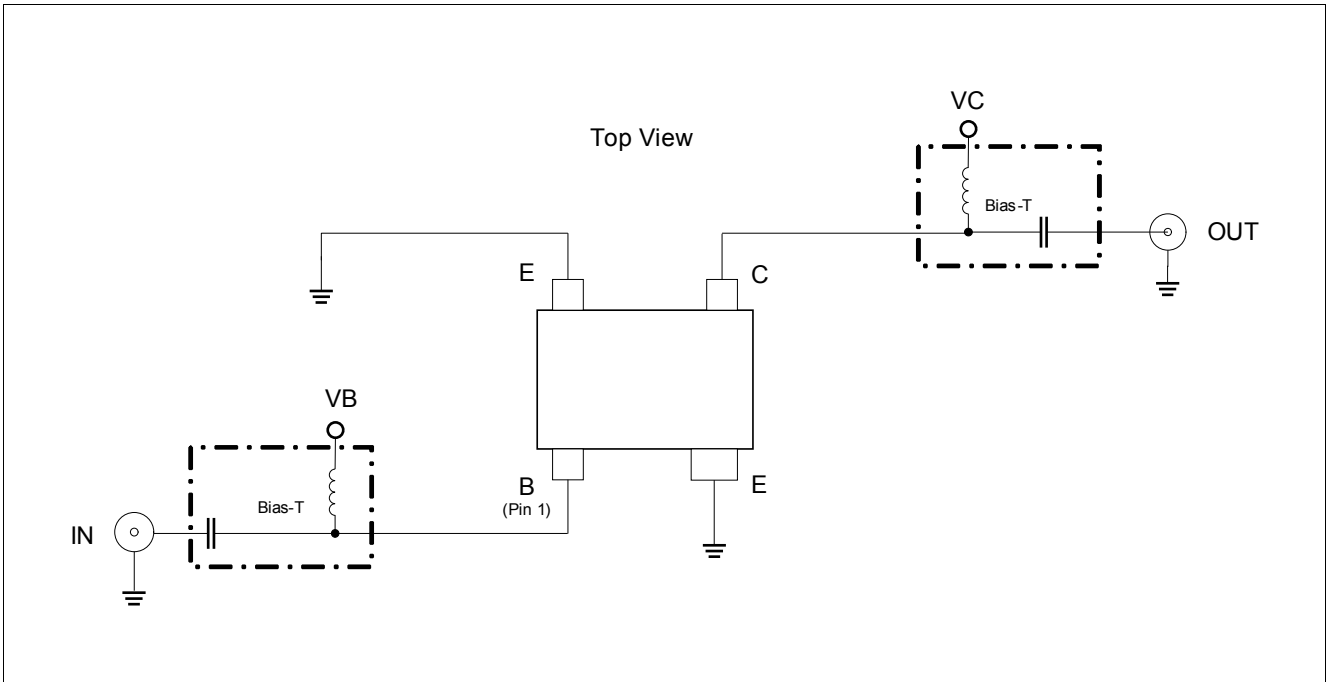 VC
Top View
Bias-T
OUT
E
C
VB
B
(Pin 1)
E
Bias-T
IN